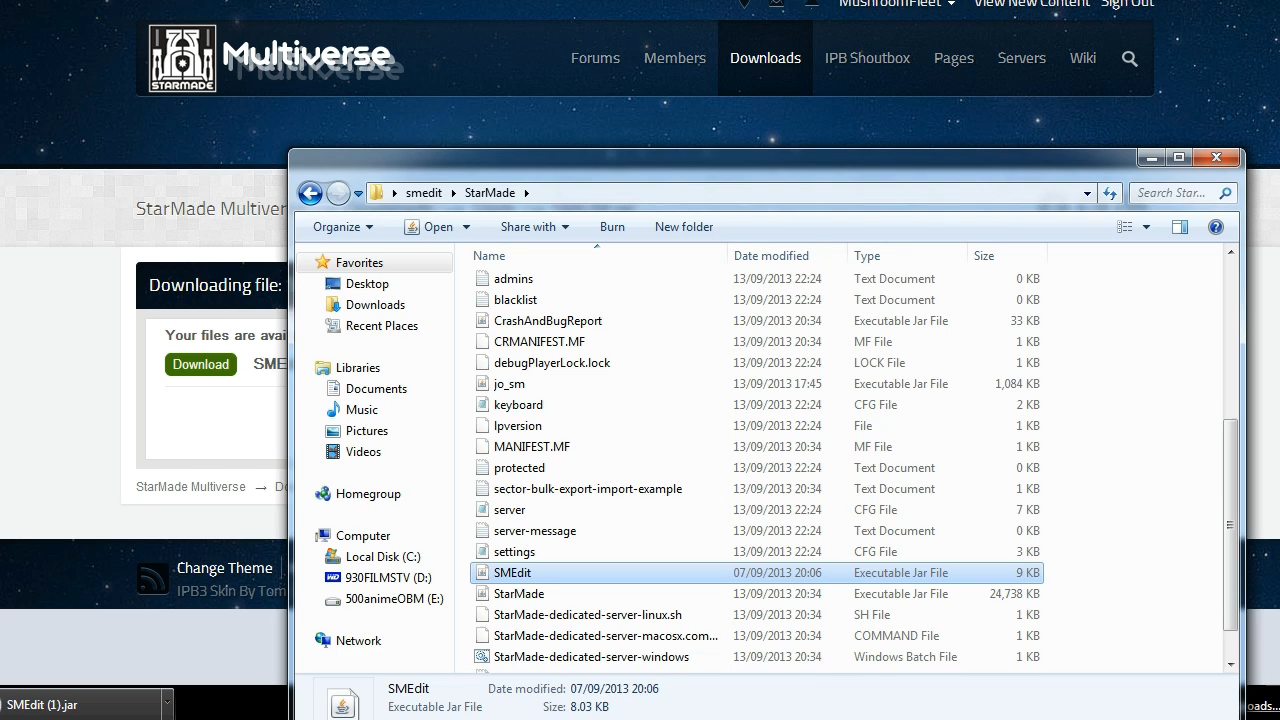 MushroomFleet View New Content Sign Out
STARMADE
Multiverse
Forums Members Downloads IPB Shoutbox Pages Servers Wiki
smedit StarMade Search Star...
StarMade Multiver
Organize Open Share with Burn New folder
Name Date modified Type Size
Favorites
Desktop
Downloads
Recent Places
Libraries
Documents
Music
Pictures
Videos
Homegroup
Computer
Local Disk (C:)
930FILMSTV (D:)
500animeOBM (E:)
Network
admins 13/09/2013 22:24 Text Document 0 KB
blacklist 13/09/2013 22:24 Text Document 0 KB
CrashAndBugReport 13/09/2013 20:34 Executable Jar File 33 KB
CRMANIFEST.MF 13/09/2013 20:34 MF File 1 KB
debugPlayerLock.lock 13/09/2013 22:24 LOCK File 1 KB
jo_sm 13/09/2013 17:45 Executable Jar File 1,084 KB
keyboard 13/09/2013 22:24 CFG File 2 KB
lpversion 13/09/2013 22:24 File 1 KB
MANIFEST.MF 13/09/2013 20:34 MF File 1 KB
protected 13/09/2013 22:24 Text Document 0 KB
sector-bulk-export-import-example 13/09/2013 20:34 Text Document 1 KB
server 13/09/2013 22:24 CFG File 7 KB
server-message 13/09/2013 22:24 Text Document 0 KB
settings 13/09/2013 22:24 CFG File 3 KB
SMEdit 07/09/2013 20:06 Executable Jar File 9 KB
StarMade 13/09/2013 20:34 Executable Jar File 24,738 KB
StarMade-dedicated-server-linux.sh 13/09/2013 20:34 SH File 1 KB
StarMade-dedicated-server-macosx.com... 13/09/2013 20:34 COMMAND File 1 KB
StarMade-dedicated-server-windows 13/09/2013 20:34 Windows Batch File 1 KB
Downloading file:
Your files are avai
Download SME
StarMade Multiverse → Do
Change Theme
IPB3 Skin By Tom
SMEdit Date modified: 07/09/2013 20:06
Executable Jar File Size: 8.03 KB
SMEdit (1).jar
oads...